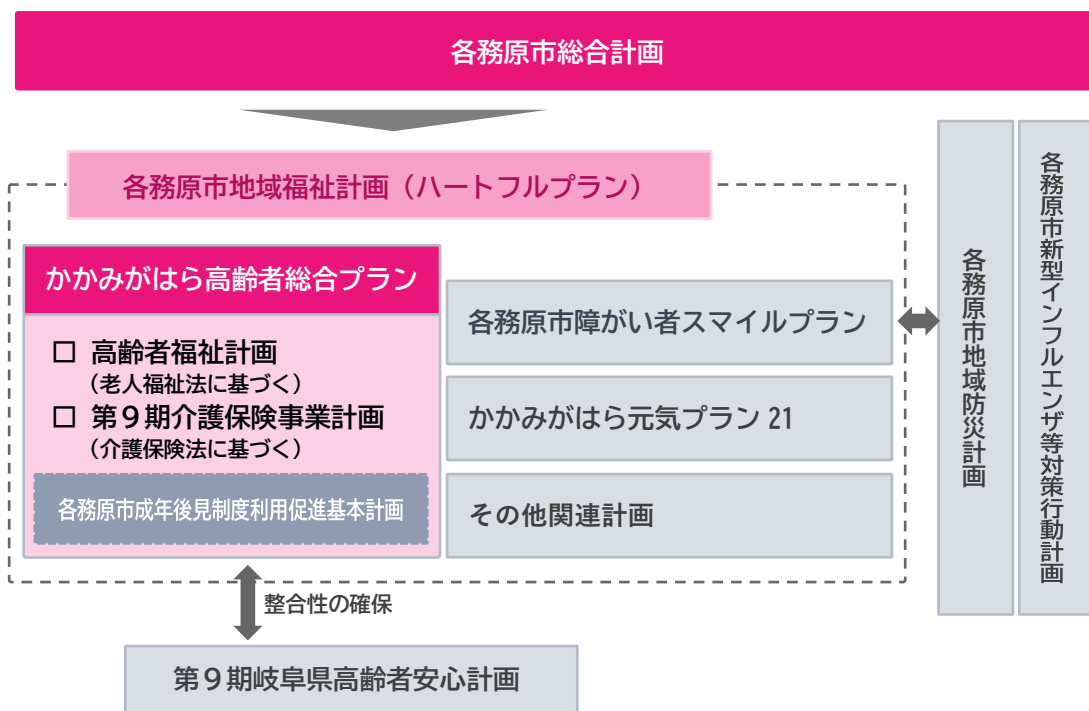 各務原市総合計画
各務原市地域福祉計画（ハートフルプラン）
かかみがはら高齢者総合プラン
□ 高齢者福祉計画
（老人福祉法に基づく）
□ 第９期介護保険事業計画
（介護保険法に基づく）
各務原市成年後見制度利用促進基本計画
各務原市障がい者スマイルプラン
かかみがはら元気プラン 21
その他関連計画
各務原市地域防災計画
各務原市新型インフルエンザ等対策行動計画
整合性の確保
第９期岐阜県高齢者安心計画